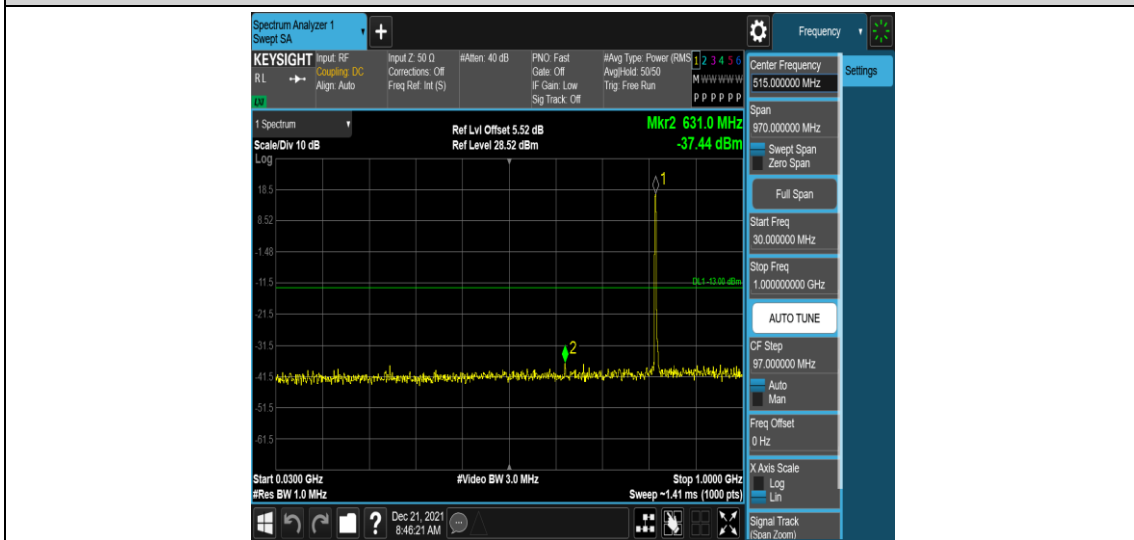 Spectrum Analyzer 1
Swept SA
+
Frequency
KEYSIGHT
RL
Input: RF
Coupling: DC
Align: Auto
Input Z: 50 Ω
Corrections: Off
Freq Ref: Int (S)
#Atten: 40 dB
PNO: Fast
Gate: Off
IF Gain: Low
Sig Track: Off
#Avg Type: Power (RMS
Avg|Hold: 50/50
Trig: Free Run
1 2 3 4 5 6
M W W W W W
P P P P P P
LXI
1 Spectrum
Scale/Div 10 dB
Log
Ref Lvl Offset 5.52 dB
Ref Level 28.52 dBm
Mkr2 631.0 MHz
-37.44 dBm
1
18.5
8.52
-1.48
DL1 -13.00 dBm
-11.5
-21.5
2
-31.5
-41.5
-51.5
-61.5
Start 0.0300 GHz
#Res BW 1.0 MHz
#Video BW 3.0 MHz
Stop 1.0000 GHz
Sweep ~1.41 ms (1000 pts)
Center Frequency
515.000000 MHz
Settings
Span
970.000000 MHz
Swept Span
Zero Span
Full Span
Start Freq
30.000000 MHz
Stop Freq
1.000000000 GHz
AUTO TUNE
CF Step
97.000000 MHz
Auto
Man
Freq Offset
0 Hz
X Axis Scale
Log
Lin
Signal Track
(Span Zoom)
?
Dec 21, 2021
8:46:21 AM